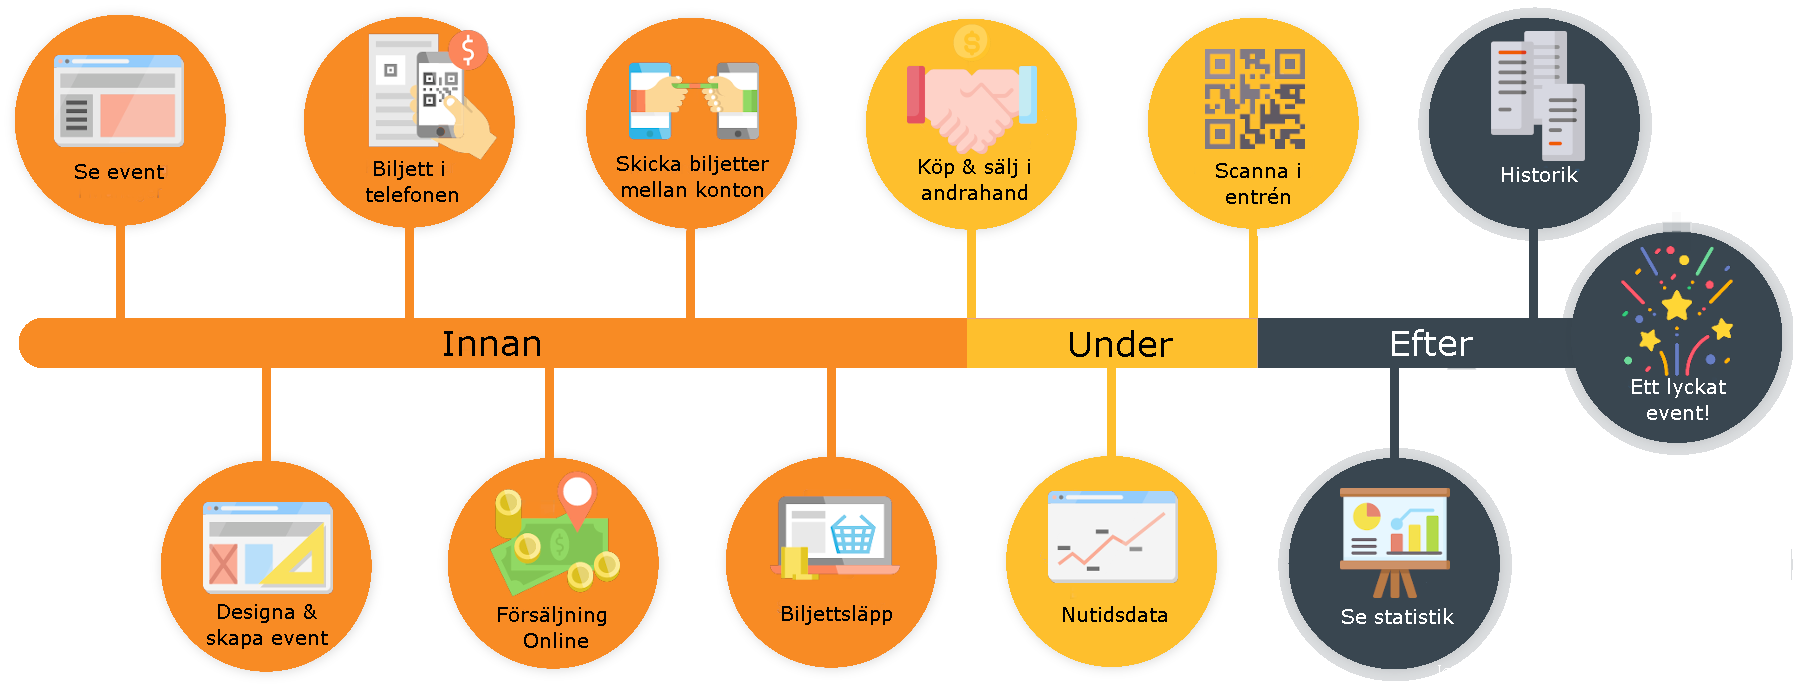 Se event
Biljett i
telefonen
Skicka biljetter
mellan konton
Köp & sälj i
andrahand
Scanna i
entrén
Historik
Innan
Under
Efter
Ett lyckat
event!
Designa &
skapa event
Försäljning
Online
Biljettsläpp
Nutidsdata
Se statistik